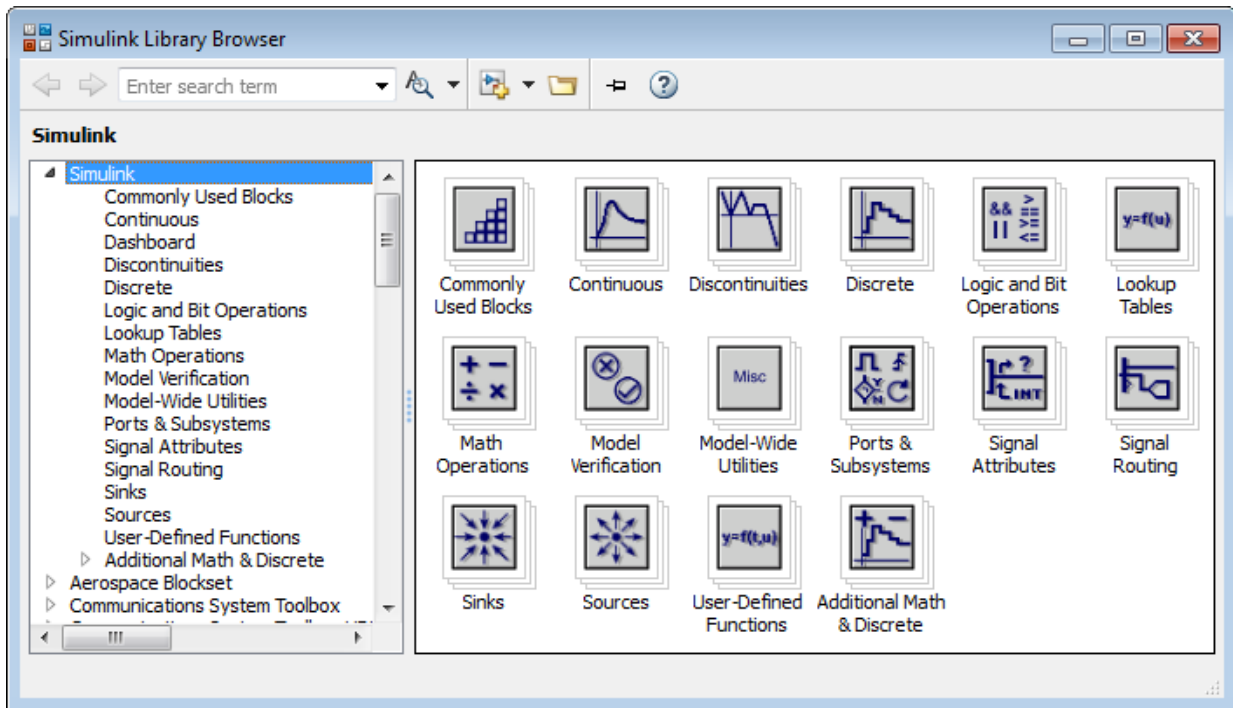 Simulink Library Browser
Enter search term
Simulink
Simulink
Commonly Used Blocks
Continuous
Dashboard
Discontinuities
Discrete
Logic and Bit Operations
Lookup Tables
Math Operations
Model Verification
Model-Wide Utilities
Ports & Subsystems
Signal Attributes
Signal Routing
Sinks
Sources
User-Defined Functions
Additional Math & Discrete
Aerospace Blockset
Communications System Toolbox
&& > == || >= <=
y=f(u)
Commonly Used Blocks
Continuous
Discontinuities
Discrete
Logic and Bit Operations
Lookup Tables
+ − ÷ ×
Misc
Y N
? t INT
Math Operations
Model Verification
Model-Wide Utilities
Ports & Subsystems
Signal Attributes
Signal Routing
y=f(t,u)
+ −
Sinks
Sources
User-Defined Functions
Additional Math & Discrete